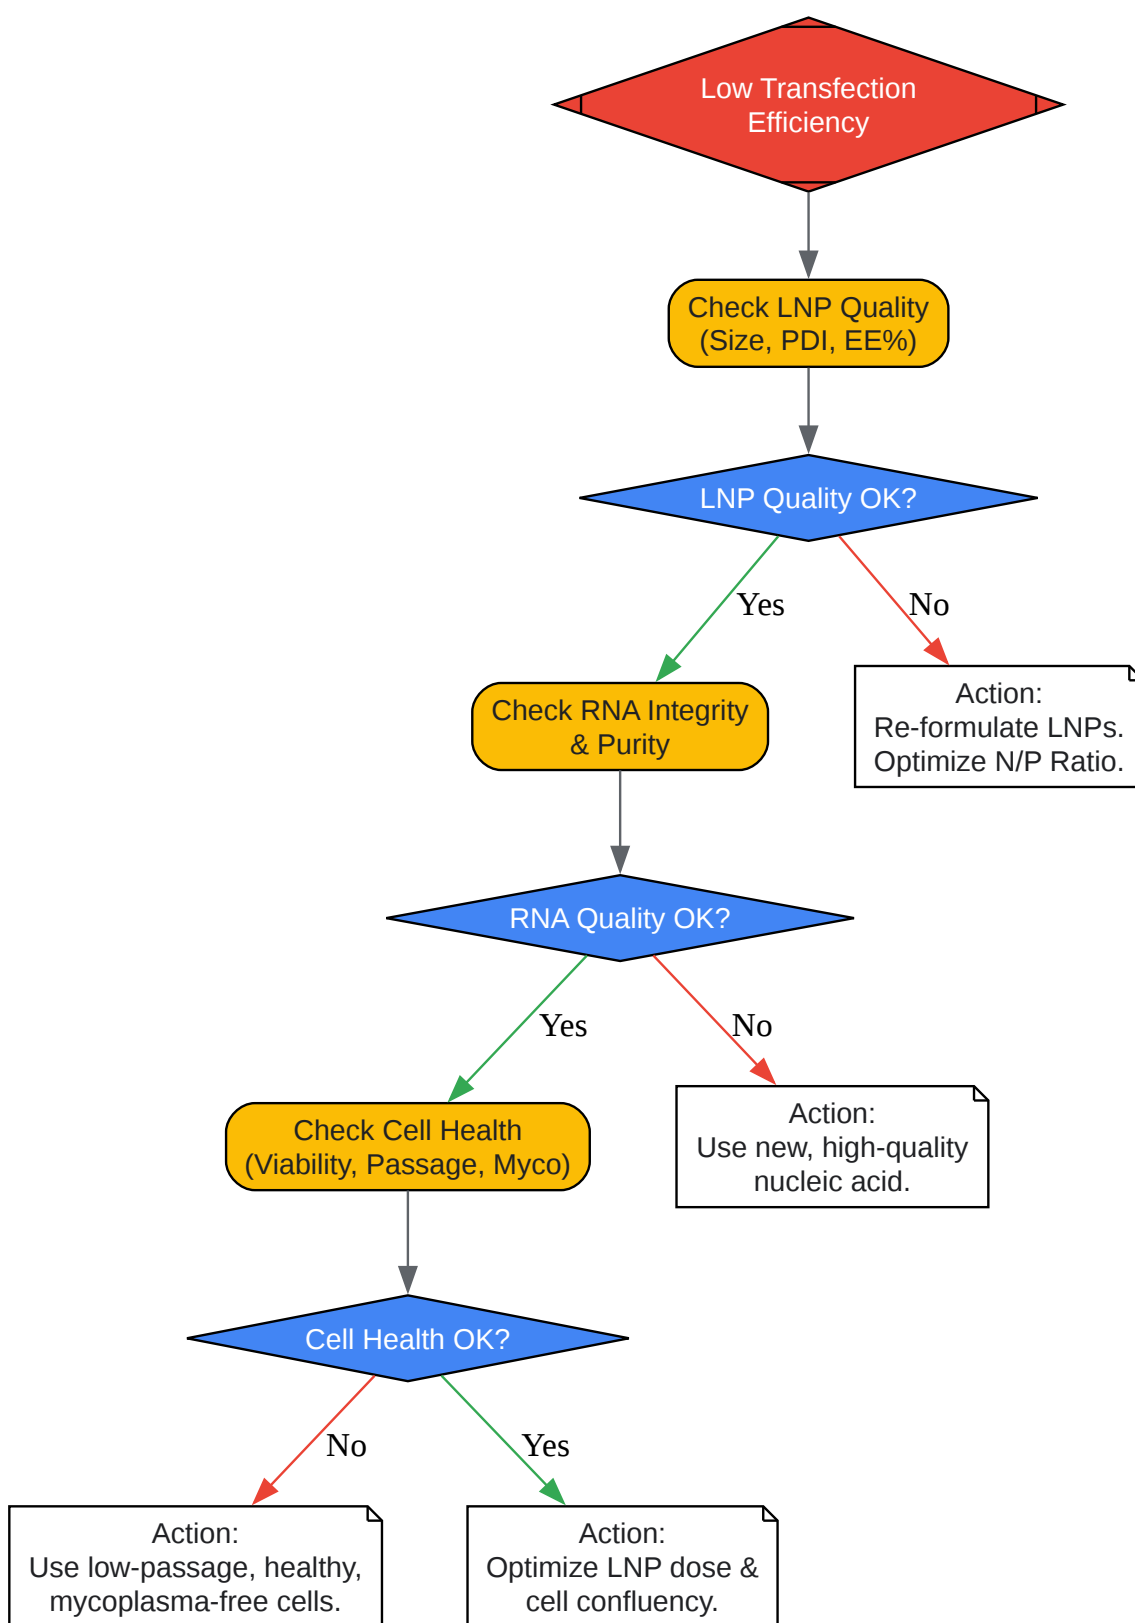 Low Transfection
Efficiency
Check LNP Quality
(Size, PDI, EE%)
LNP Quality OK?
Yes
No
Check RNA Integrity
& Purity
Action:
Re-formulate LNPs.
Optimize N/P Ratio.
RNA Quality OK?
Yes
No
Check Cell Health
(Viability, Passage, Myco)
Action:
Use new, high-quality
nucleic acid.
Cell Health OK?
No
Yes
Action:
Use low-passage, healthy,
mycoplasma-free cells.
Action:
Optimize LNP dose &
cell confluency.